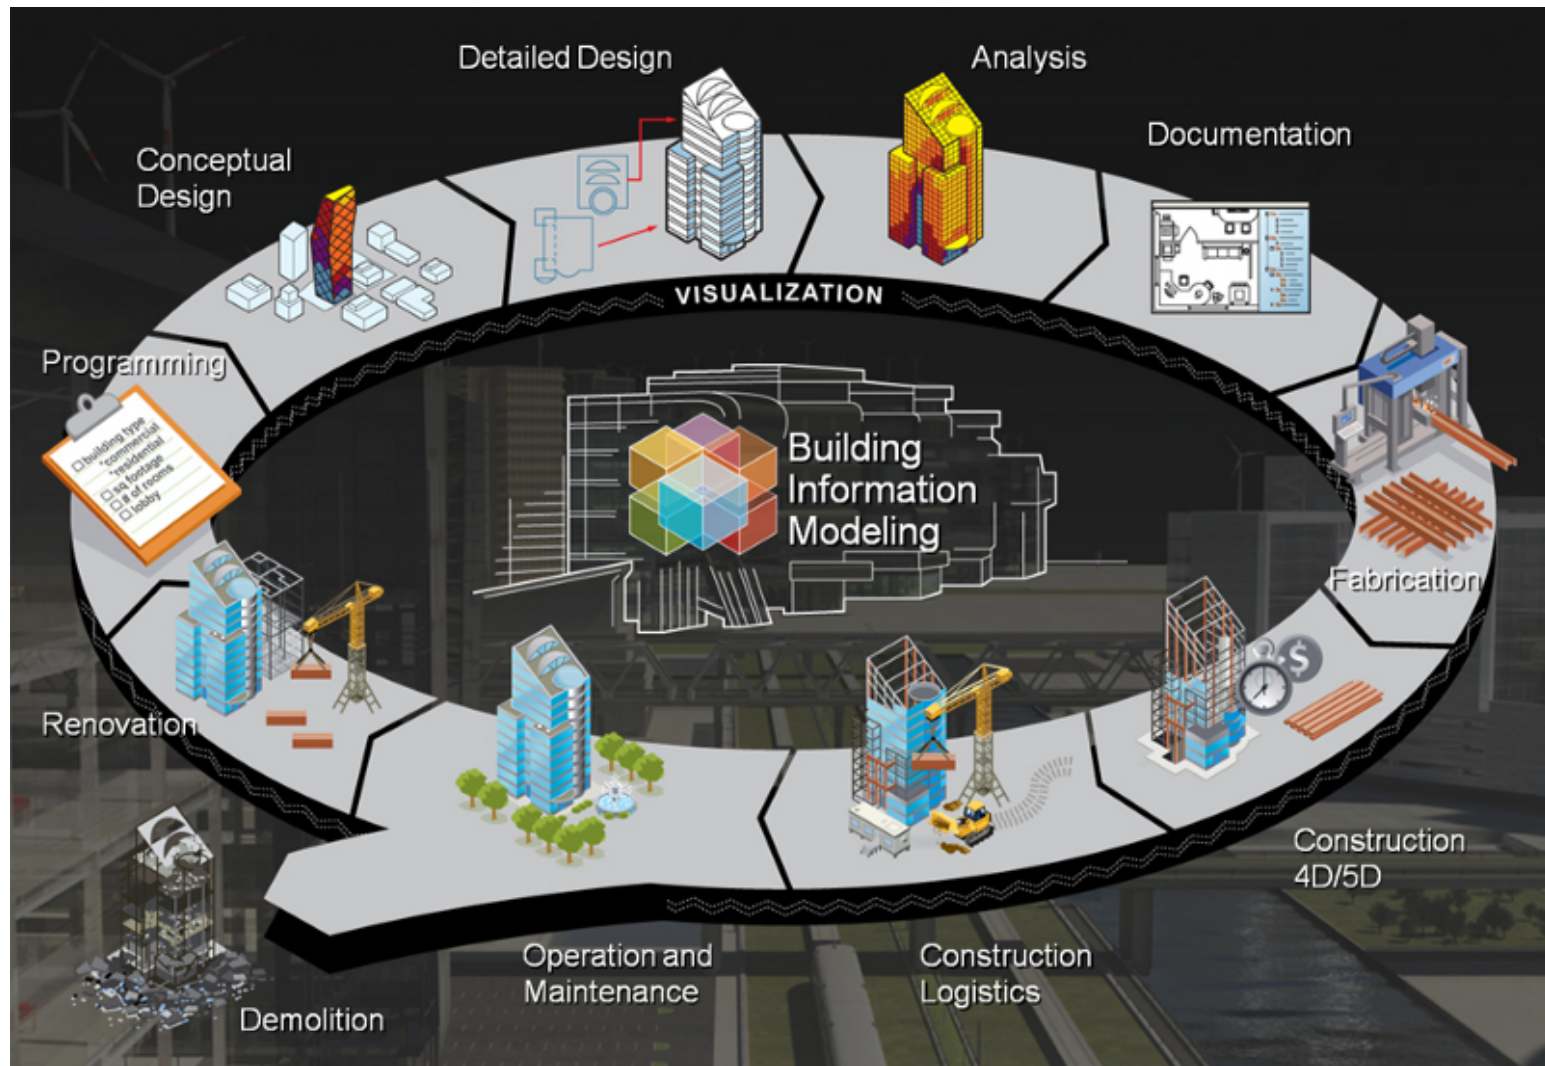 Detailed Design
Analysis
Documentation
Conceptual
Design
VISUALIZATION
Programming
building type
*commercial
*residential
sq footage
# of rooms
lobby
Building
Information
Modeling
Fabrication
$
Renovation
Construction
4D/5D
Operation and
Maintenance
Construction
Logistics
Demolition